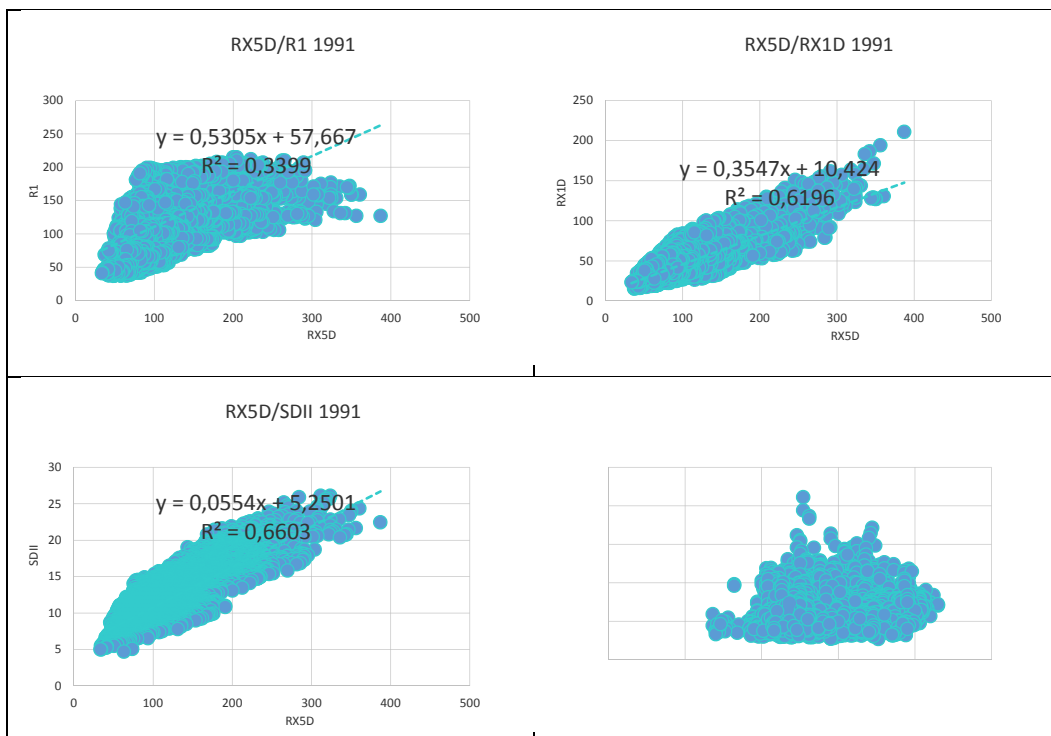 RX5D/R1 1991
300
250
200
150
100
50
0
R1
y = 0,5305x + 57,667
R² = 0,3399
0 100 200 300 400 500
RX5D
RX5D/RX1D 1991
250
200
150
100
50
0
RX1D
y = 0,3547x + 10,424
R² = 0,6196
0 100 200 300 400 500
RX5D
RX5D/SDII 1991
30
25
20
15
10
5
0
SDII
y = 0,0554x + 5,2501
R² = 0,6603
0 100 200 300 400 500
RX5D